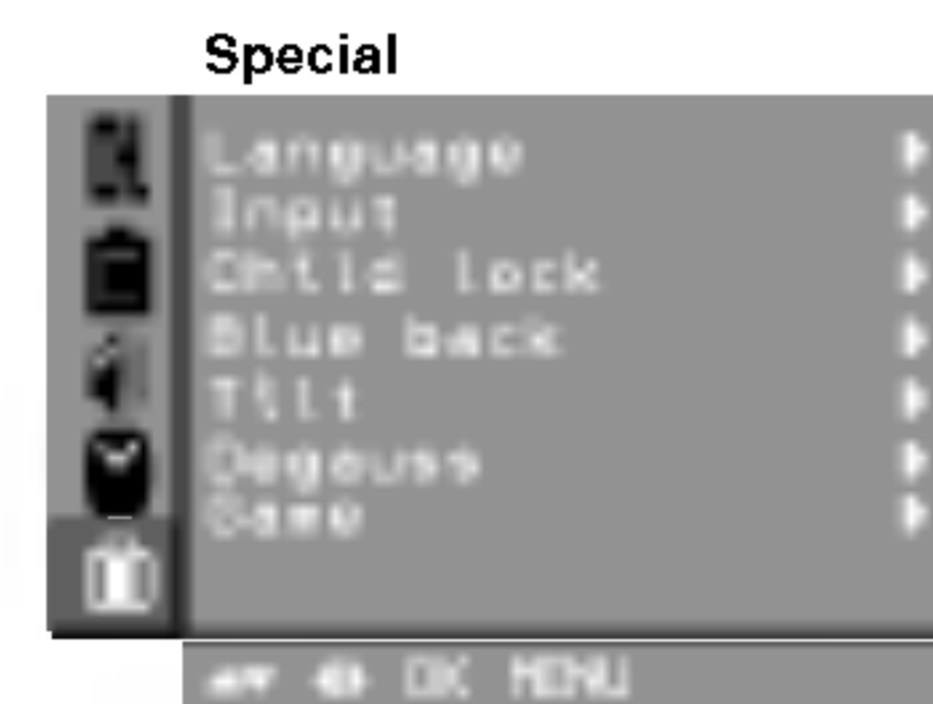 Special
Language
Input
Child lock
Blue back
Tilt
Degauss
Game
OK MENU